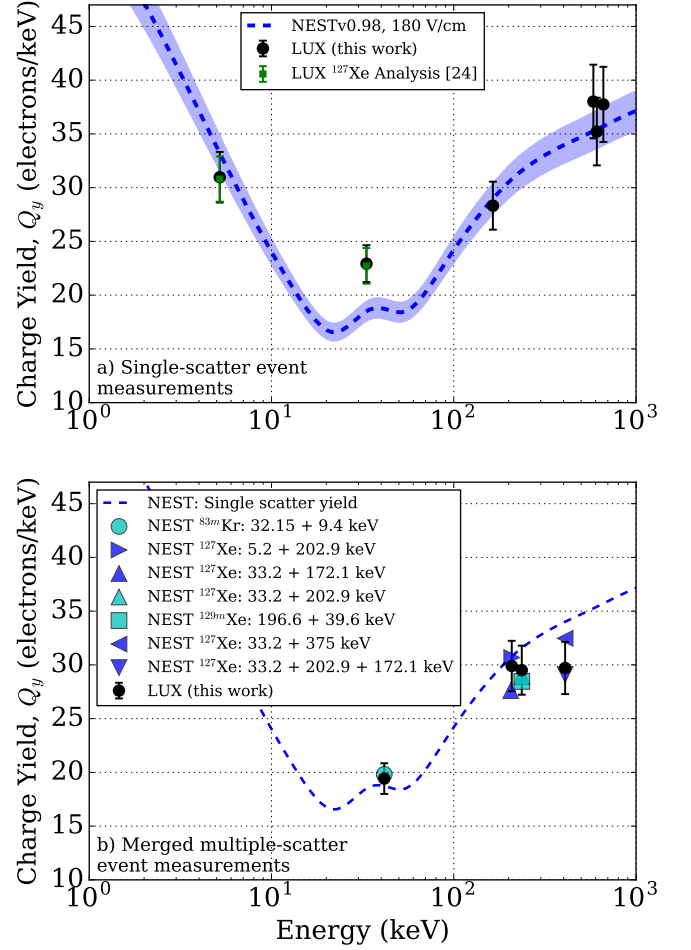 45
40
35
30
25
20
15
10
Charge Yield, Qy (electrons/keV)
NESTv0.98, 180 V/cm
LUX (this work)
LUX ¹²⁷Xe Analysis [24]
a) Single-scatter event
measurements
10⁰ 10¹ 10² 10³
45
40
35
30
25
20
15
10
Charge Yield, Qy (electrons/keV)
NEST: Single scatter yield
NEST ⁸³ᵐKr: 32.15 + 9.4 keV
NEST ¹²⁷Xe: 5.2 + 202.9 keV
NEST ¹²⁷Xe: 33.2 + 172.1 keV
NEST ¹²⁷Xe: 33.2 + 202.9 keV
NEST ¹²⁹ᵐXe: 196.6 + 39.6 keV
NEST ¹²⁷Xe: 33.2 + 375 keV
NEST ¹²⁷Xe: 33.2 + 202.9 + 172.1 keV
LUX (this work)
b) Merged multiple-scatter
event measurements
10⁰ 10¹ 10² 10³
Energy (keV)